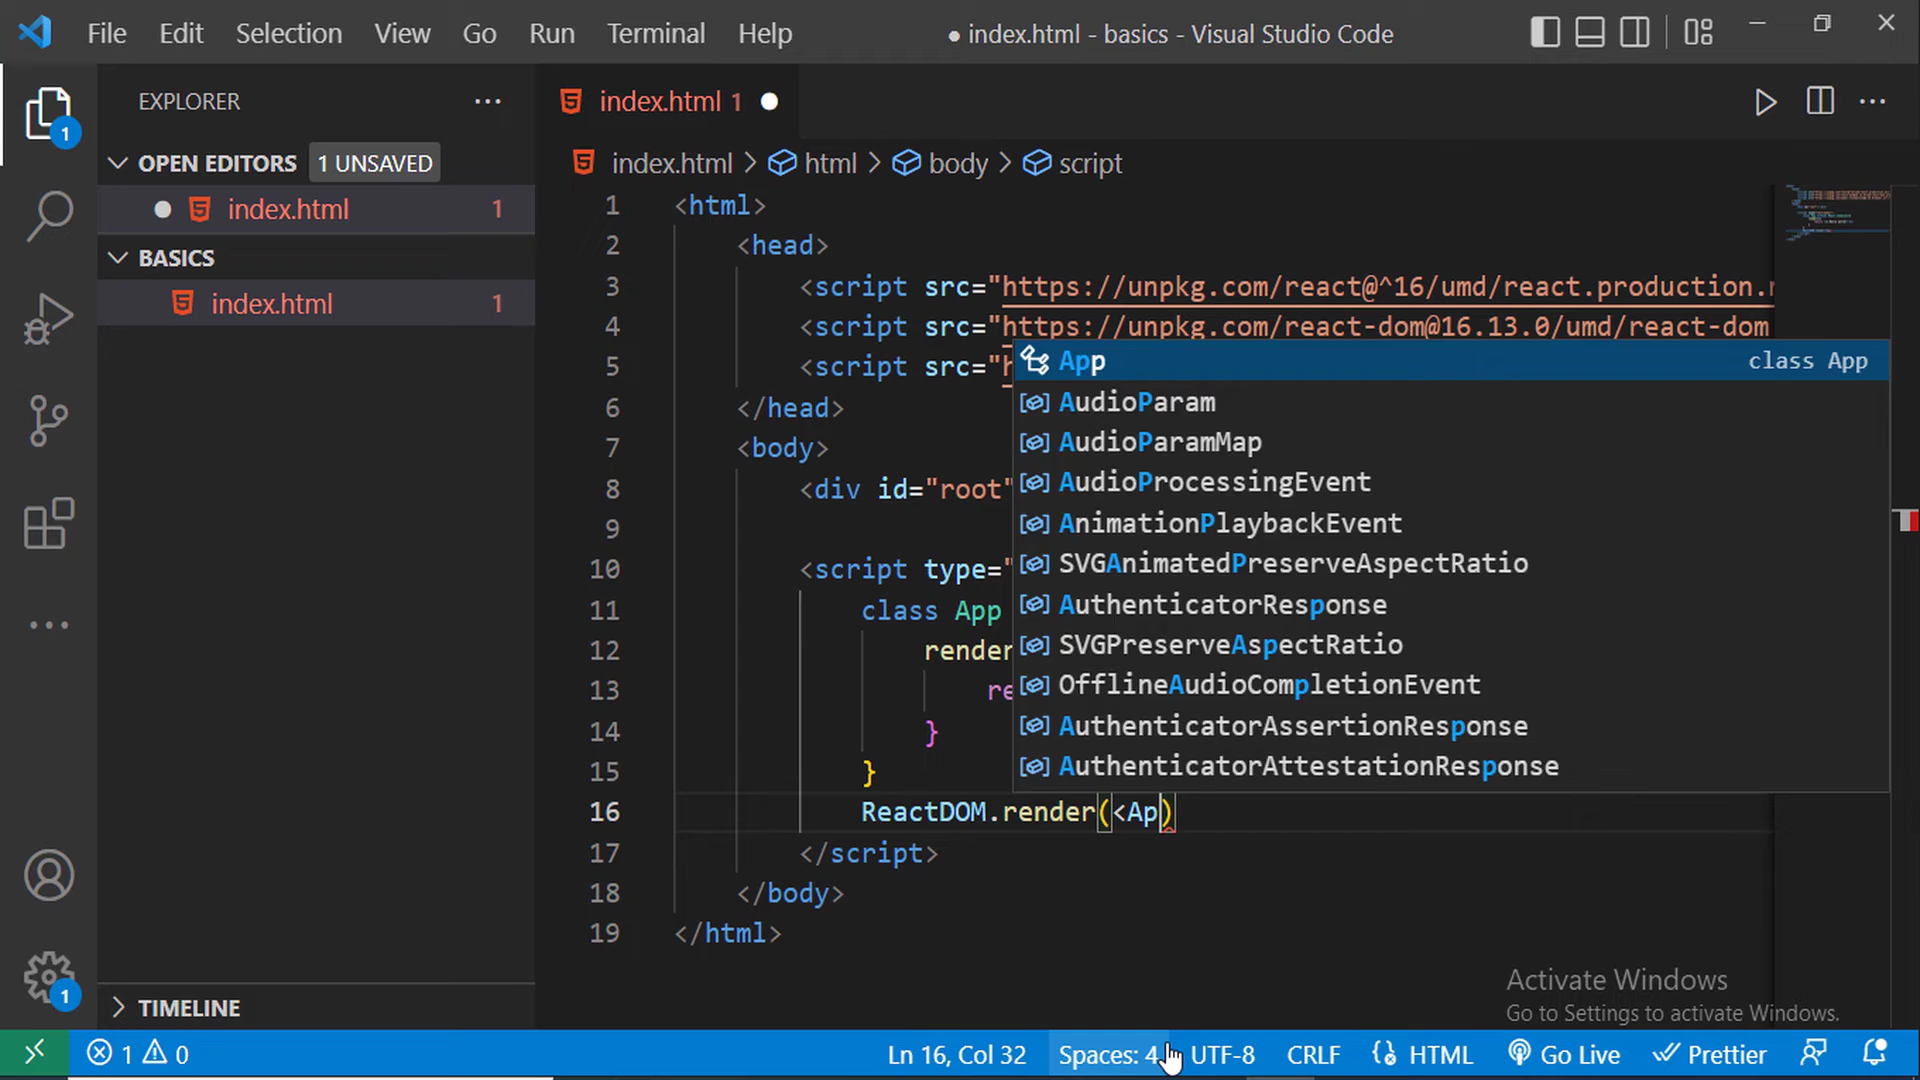 File Edit Selection View Go Run Terminal Help ● index.html - basics - Visual Studio Code
EXPLORER ···
index.html 1 ●
OPEN EDITORS 1 UNSAVED
index.html > html > body > script
● index.html 1
BASICS
index.html 1
1 <html>
2 <head>
3 <script src="https://unpkg.com/react@^16/umd/react.production.
4 <script src="https://unpkg.com/react-dom@16.13.0/umd/react-dom
5 <script src="h
6 </head>
7 <body>
8 <div id="root"
9
10 <script type="
11 class App
12 render
13 re
14 }
15 }
16 ReactDOM.render(<Ap)
17 </script>
18 </body>
19 </html>
App class App
AudioParam
AudioParamMap
AudioProcessingEvent
AnimationPlaybackEvent
SVGAnimatedPreserveAspectRatio
AuthenticatorResponse
SVGPreserveAspectRatio
OfflineAudioCompletionEvent
AuthenticatorAssertionResponse
AuthenticatorAttestationResponse
1
1
TIMELINE
Activate Windows
Go to Settings to activate Windows.
1 0 Ln 16, Col 32 Spaces: 4 UTF-8 CRLF HTML Go Live Prettier